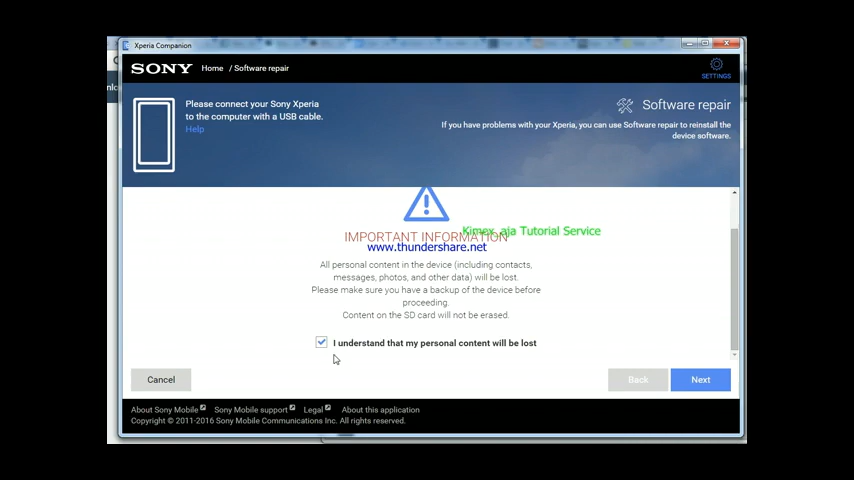 Xperia Companion
SONY Home / Software repair
SETTINGS
Please connect your Sony Xperia
to the computer with a USB cable.
Help
Software repair
If you have problems with your Xperia, you can use Software repair to reinstall the
device software.
Kimex_aja Tutorial Service
IMPORTANT INFORMATION
www.thundershare.net
All personal content in the device (including contacts,
messages, photos, and other data) will be lost.
Please make sure you have a backup of the device before
proceeding.
Content on the SD card will not be erased.
I understand that my personal content will be lost
Cancel
Back
Next
About Sony Mobile Sony Mobile support Legal About this application
Copyright © 2011-2016 Sony Mobile Communications Inc. All rights reserved.